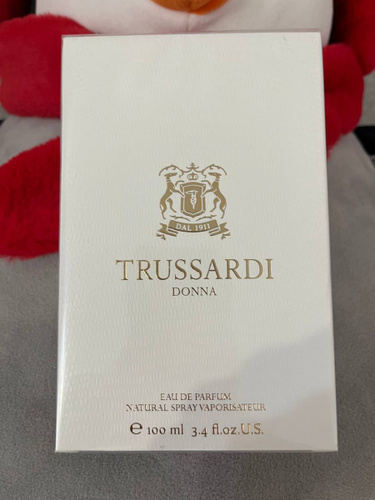 DAL 1911
TRUSSARDI
DONNA
EAU DE PARFUM
NATURAL SPRAY VAPORISATEUR
℮ 100 ml 3.4 fl.oz.U.S.